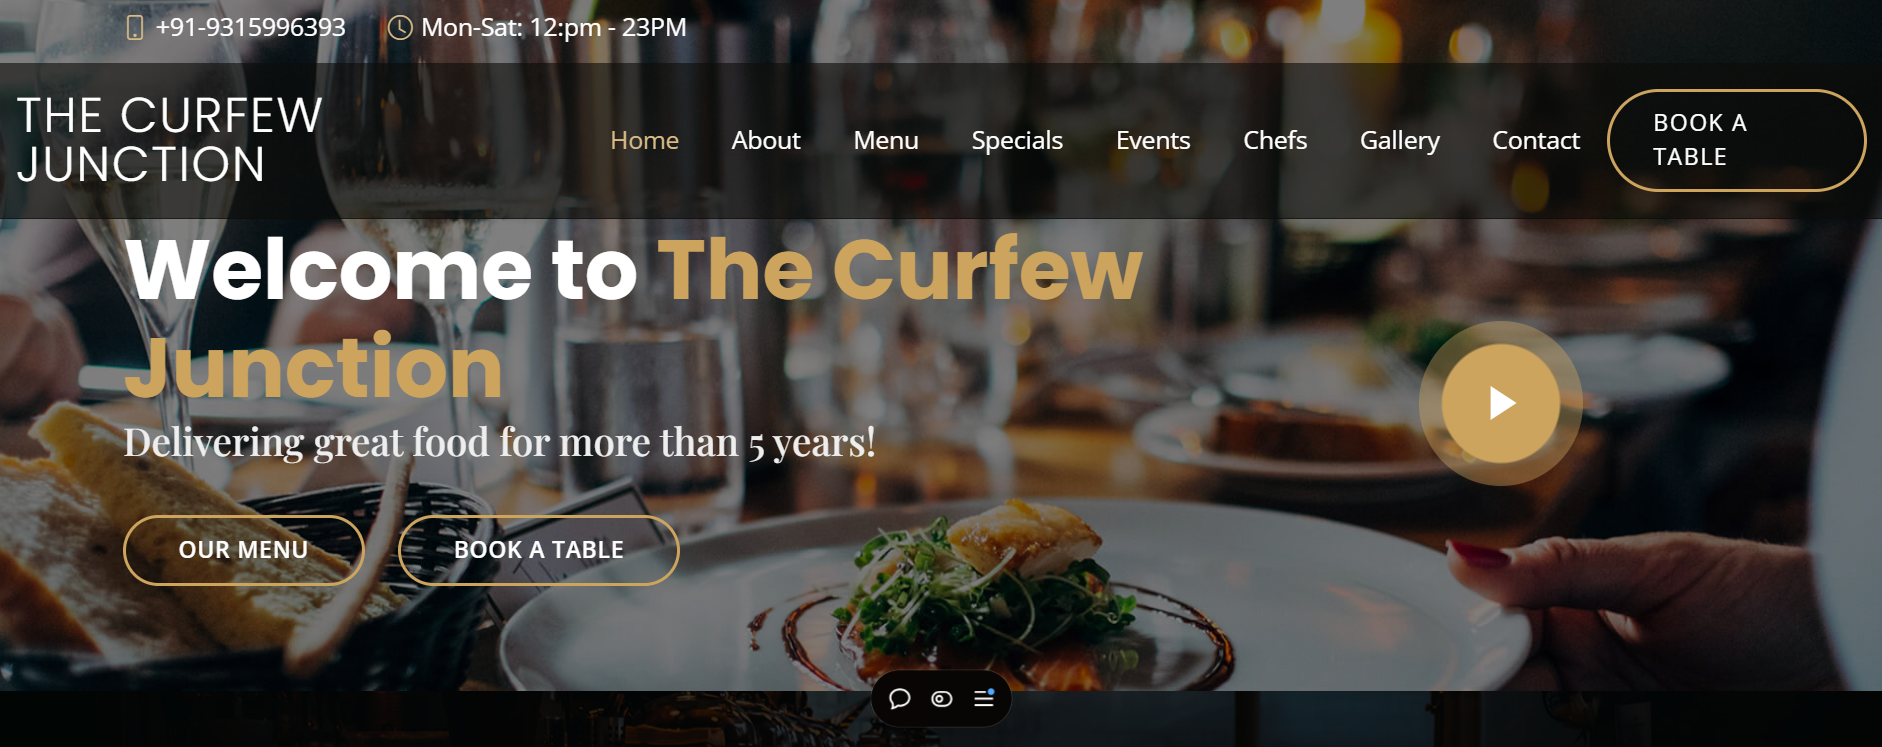 +91-9315996393 Mon-Sat: 12:pm - 23PM
THE CURFEW
JUNCTION
Home About Menu Specials Events Chefs Gallery Contact
BOOK A
TABLE
Welcome to The Curfew
Junction
Delivering great food for more than 5 years!
OUR MENU BOOK A TABLE